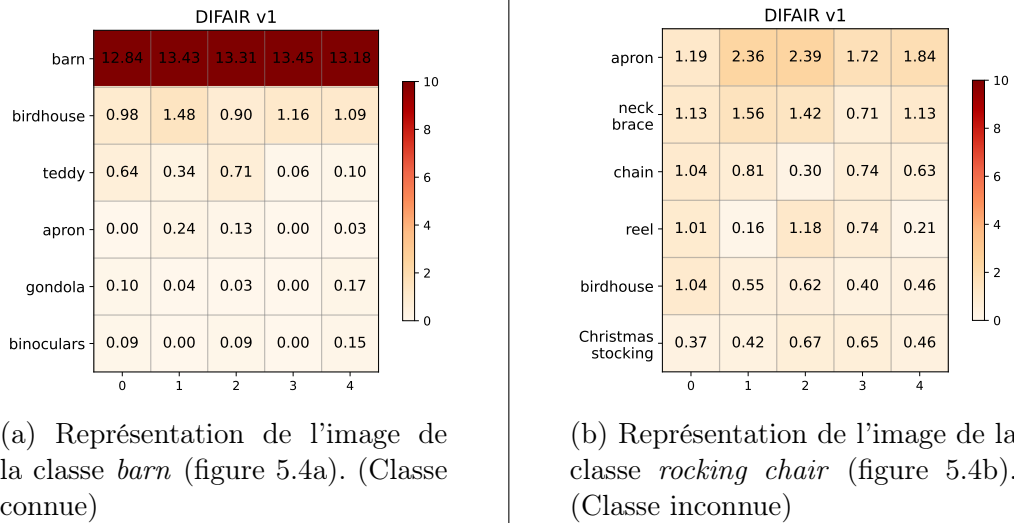 DIFAIR v1
barn 12.84 13.43 13.31 13.45 13.18
birdhouse 0.98 1.48 0.90 1.16 1.09
teddy 0.64 0.34 0.71 0.06 0.10
apron 0.00 0.24 0.13 0.00 0.03
gondola 0.10 0.04 0.03 0.00 0.17
binoculars 0.09 0.00 0.09 0.00 0.15
0 1 2 3 4
10
8
6
4
2
0
(a) Représentation de l'image de
la classe barn (figure 5.4a). (Classe
connue)
DIFAIR v1
apron 1.19 2.36 2.39 1.72 1.84
neck
brace 1.13 1.56 1.42 0.71 1.13
chain 1.04 0.81 0.30 0.74 0.63
reel 1.01 0.16 1.18 0.74 0.21
birdhouse 1.04 0.55 0.62 0.40 0.46
Christmas
stocking 0.37 0.42 0.67 0.65 0.46
0 1 2 3 4
10
8
6
4
2
0
(b) Représentation de l'image de la
classe rocking chair (figure 5.4b).
(Classe inconnue)